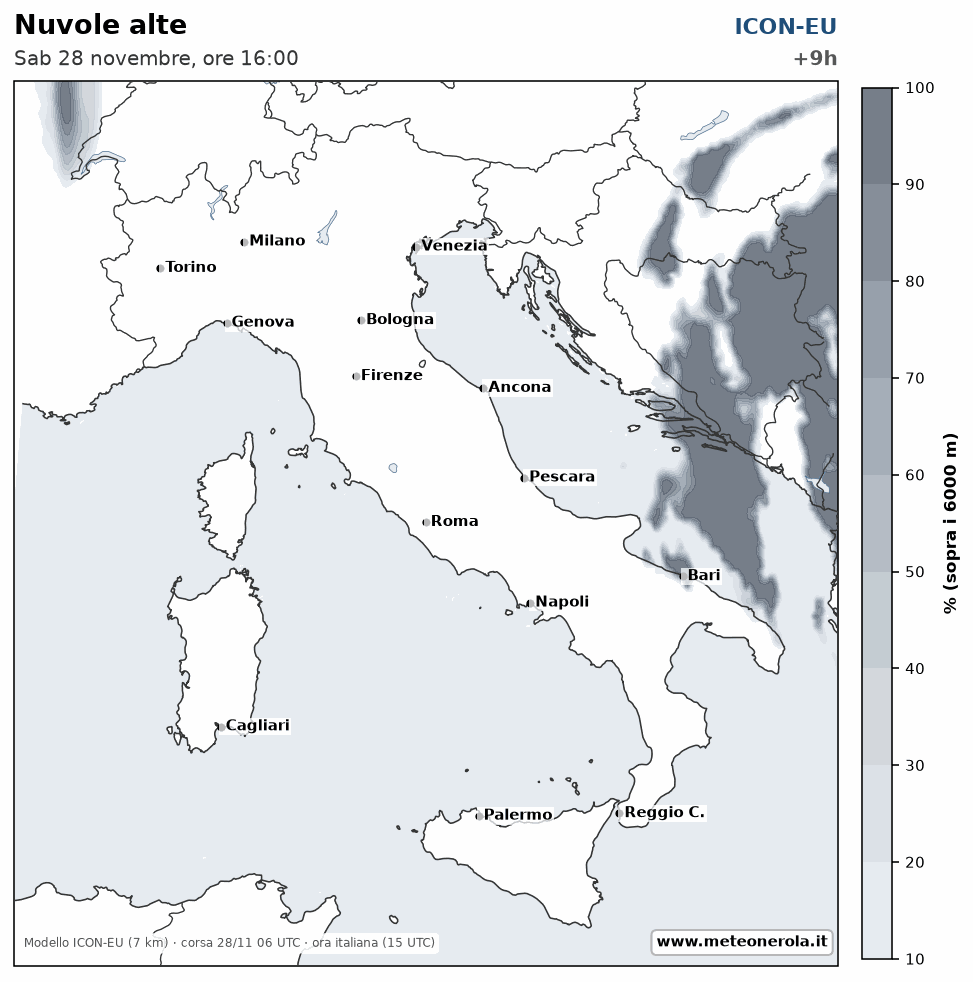 Nuvole alte
ICON-EU
Sab 28 novembre, ore 16:00
+9h
100
90
80
70
60
50
40
30
20
10
% (sopra i 6000 m)
Milano
Venezia
Torino
Genova
Bologna
Firenze
Ancona
Pescara
Roma
Bari
Napoli
Cagliari
Palermo
Reggio C.
Modello ICON-EU (7 km) · corsa 28/11 06 UTC · ora italiana (15 UTC)
www.meteonerola.it